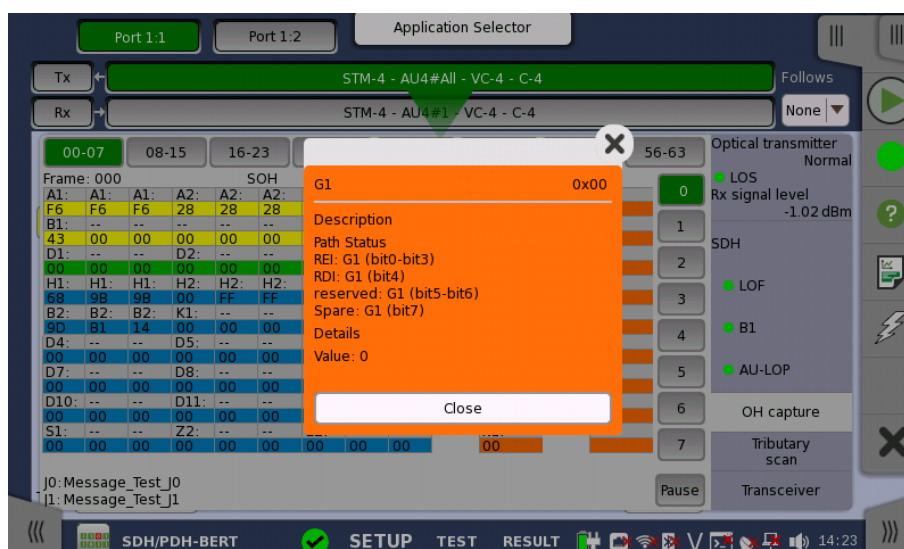 Application Selector
Port 1:1 Port 1:2
Tx STM-4 - AU4#All - VC-4 - C-4 Follows
Rx STM-4 - AU4#1 - VC-4 - C-4 None
00-07 08-15 16-23 56-63
Frame: 000 SOH
A1: A1: A1: A2: A2: A2:
F6 F6 F6 28 28 28
B1: -- -- -- -- --
43 00 00 00 00 00
D1: -- -- D2: -- --
00 00 00 00 00 00
H1: H1: H1: H2: H2: H2:
68 9B 9B 00 FF FF
B2: B2: B2: K1: -- --
9D B1 14 00 00 00
D4: -- -- D5: -- --
00 00 00 00 00 00
D7: -- -- D8: -- --
00 00 00 00 00 00
D10: -- -- D11: -- --
00 00 00 00 00 00
S1: -- -- Z2: -- --
00 00 00 00 00 00 00 00 00 00
J0: Message_Test_J0
J1: Message_Test_J1
G1 0x00
Description
Path Status
REI: G1 (bit0-bit3)
RDI: G1 (bit4)
reserved: G1 (bit5-bit6)
Spare: G1 (bit7)
Details
Value: 0
Close
0
1
2
3
4
5
6
7
Pause
Optical transmitter
Normal
LOS
Rx signal level
-1.02 dBm
SDH
LOF
B1
AU-LOP
OH capture
Tributary
scan
Transceiver
SDH/PDH-BERT SETUP TEST RESULT 14:23